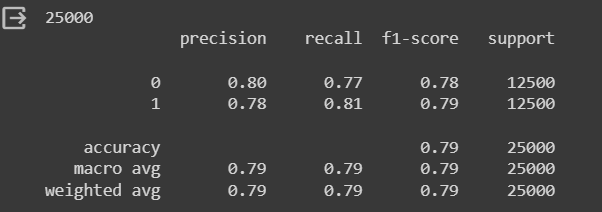 25000
precision recall f1-score support
0 0.80 0.77 0.78 12500
1 0.78 0.81 0.79 12500
accuracy 0.79 25000
macro avg 0.79 0.79 0.79 25000
weighted avg 0.79 0.79 0.79 25000